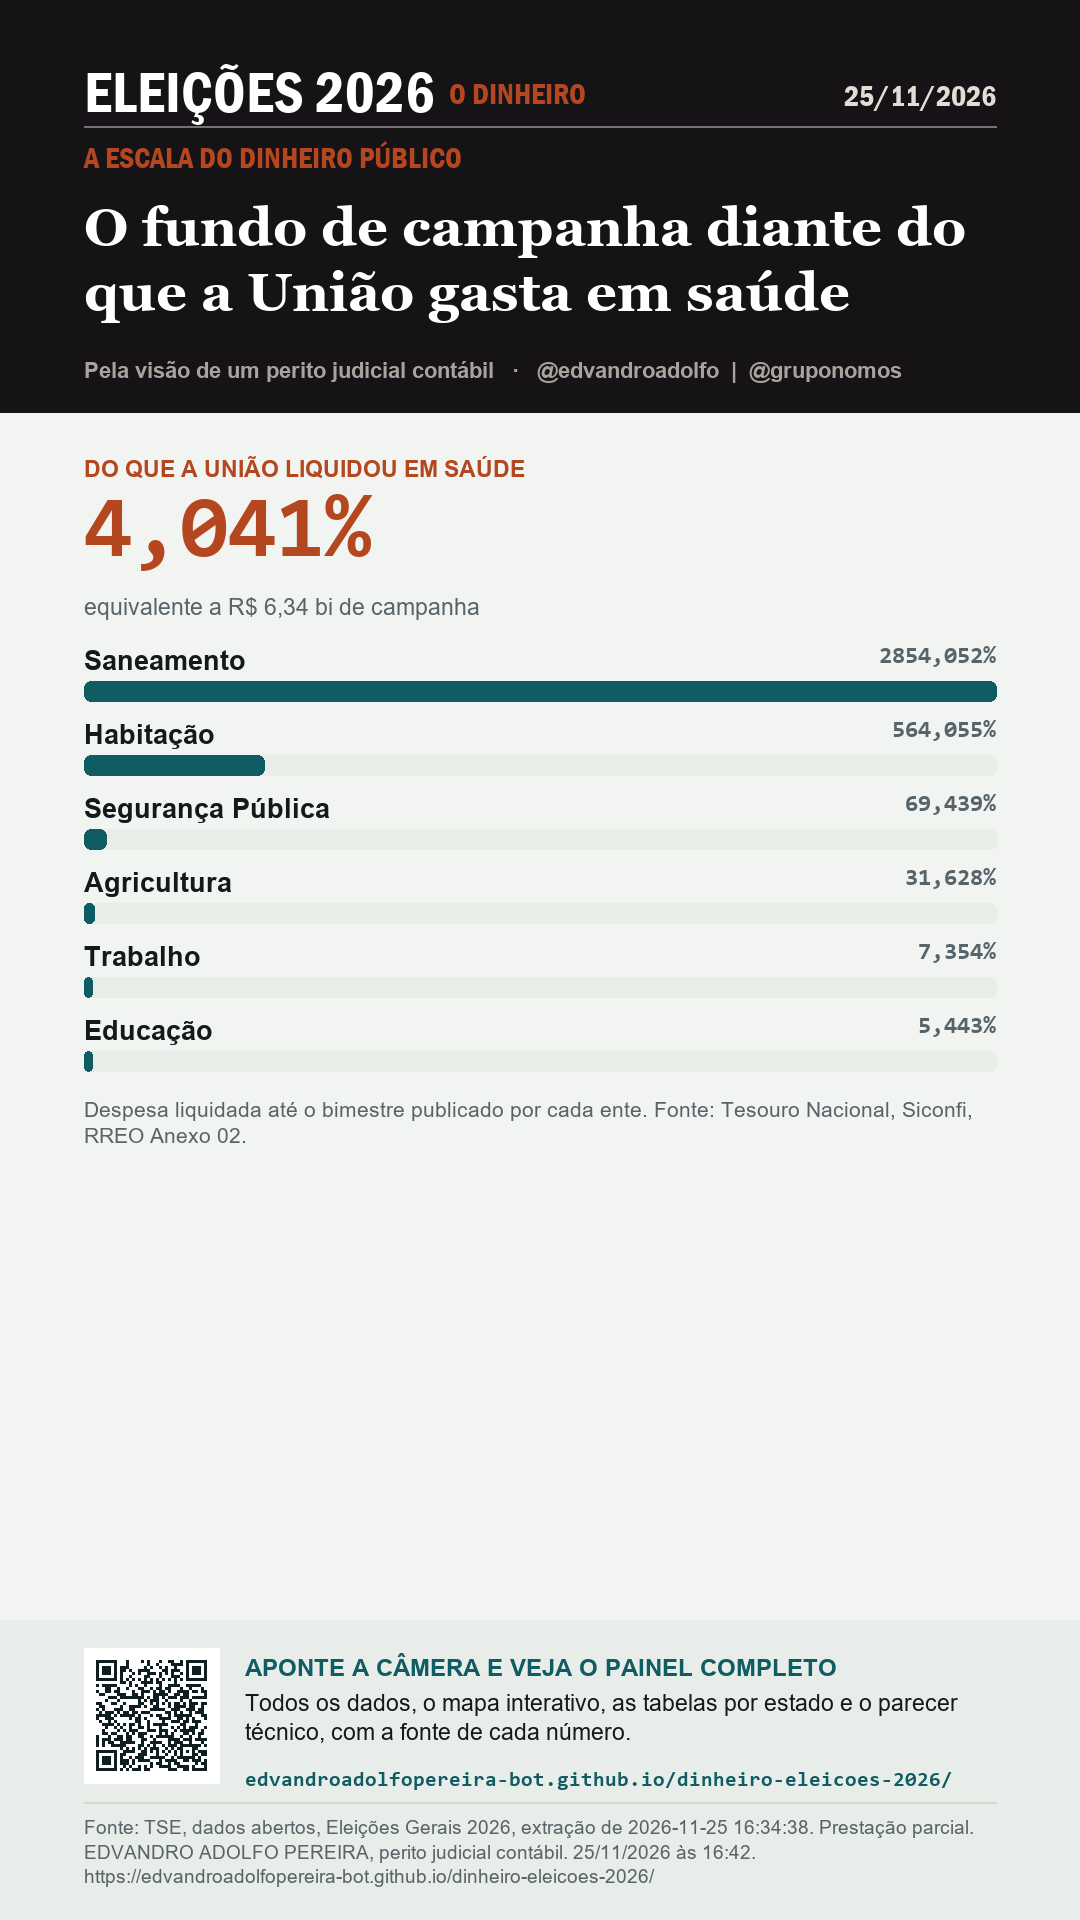 ELEIÇÕES 2026 O DINHEIRO 25/11/2026
A ESCALA DO DINHEIRO PÚBLICO
O fundo de campanha diante do
que a União gasta em saúde
Pela visão de um perito judicial contábil · @edvandroadolfo | @gruponomos
DO QUE A UNIÃO LIQUIDOU EM SAÚDE
4,041%
equivalente a R$ 6,34 bi de campanha
Saneamento 2854,052%
Habitação 564,055%
Segurança Pública 69,439%
Agricultura 31,628%
Trabalho 7,354%
Educação 5,443%
Despesa liquidada até o bimestre publicado por cada ente. Fonte: Tesouro Nacional, Siconfi,
RREO Anexo 02.
APONTE A CÂMERA E VEJA O PAINEL COMPLETO
Todos os dados, o mapa interativo, as tabelas por estado e o parecer
técnico, com a fonte de cada número.
edvandroadolfopereira-bot.github.io/dinheiro-eleicoes-2026/
Fonte: TSE, dados abertos, Eleições Gerais 2026, extração de 2026-11-25 16:34:38. Prestação parcial.
EDVANDRO ADOLFO PEREIRA, perito judicial contábil. 25/11/2026 às 16:42.
https://edvandroadolfopereira-bot.github.io/dinheiro-eleicoes-2026/